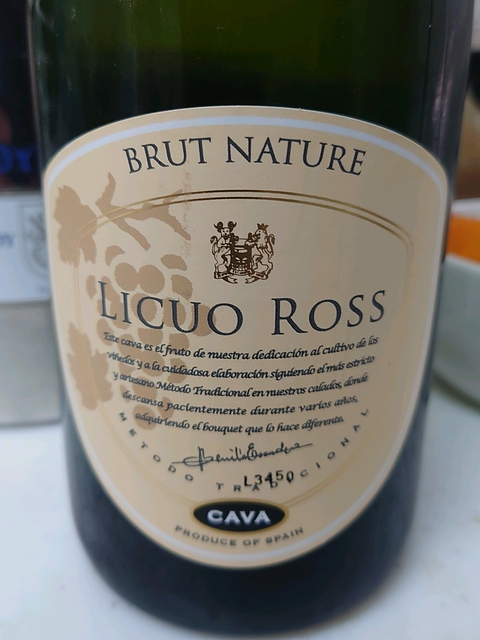 BRUT NATURE
LICUO ROSS
Este cava es el fruto de nuestra dedicación al cultivo de los
viñedos y a la cuidadosa elaboración siguiendo el más estricto
y artesano Método Tradicional en nuestros calados, donde
descansa pacientemente durante varios años,
adquiriendo el bouquet que lo hace diferente.
METODO TRADICIONAL
L3450
CAVA
PRODUCE OF SPAIN